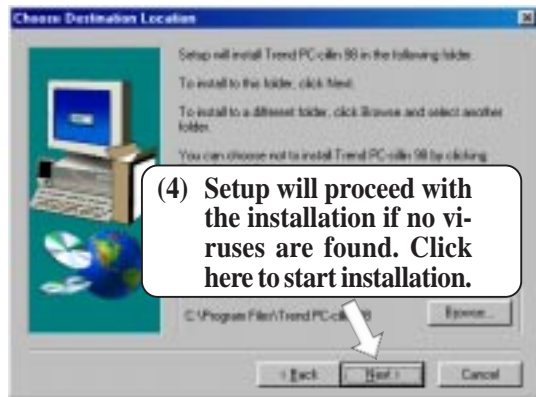 Choose Destination Location
Setup will install Trend PC-cillin 98 in the following folder.
To install to this folder, click Next.
To install to a different folder, click Browse and select another
folder.
You can choose not to install Trend PC-cillin 98 by clicking
(4) Setup will proceed with
the installation if no vi-
ruses are found. Click
here to start installation.
C:\Program Files\Trend PC-cillin 98
Browse...
< Back
Next >
Cancel